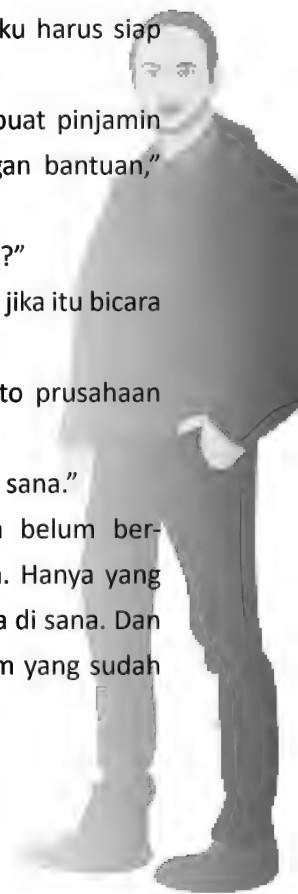 ku harus siap
buat pinjamin
gan bantuan,”
?”
jika itu bicara
to prusahaan
sana.”
belum ber-
. Hanya yang
a di sana. Dan
m yang sudah